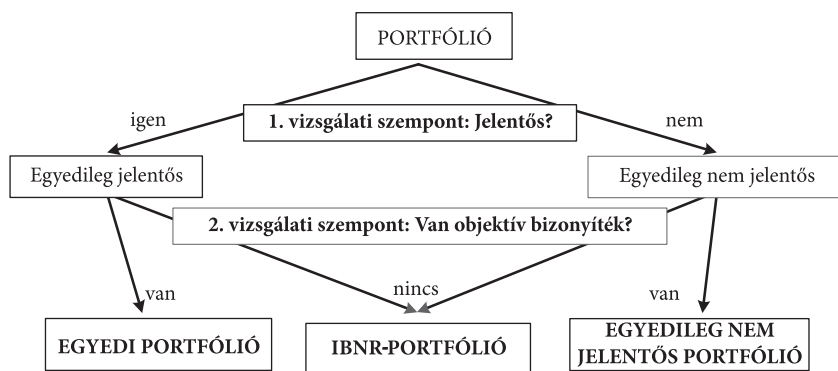 PORTFÓLIÓ
igen
1. vizsgálati szempont: Jelentős?
nem
Egyedileg jelentős
Egyedileg nem jelentős
2. vizsgálati szempont: Van objektív bizonyíték?
van
nincs
van
EGYEDI PORTFÓLIÓ
IBNR-PORTFÓLIÓ
EGYEDILEG NEM
JELENTŐS PORTFÓLIÓ